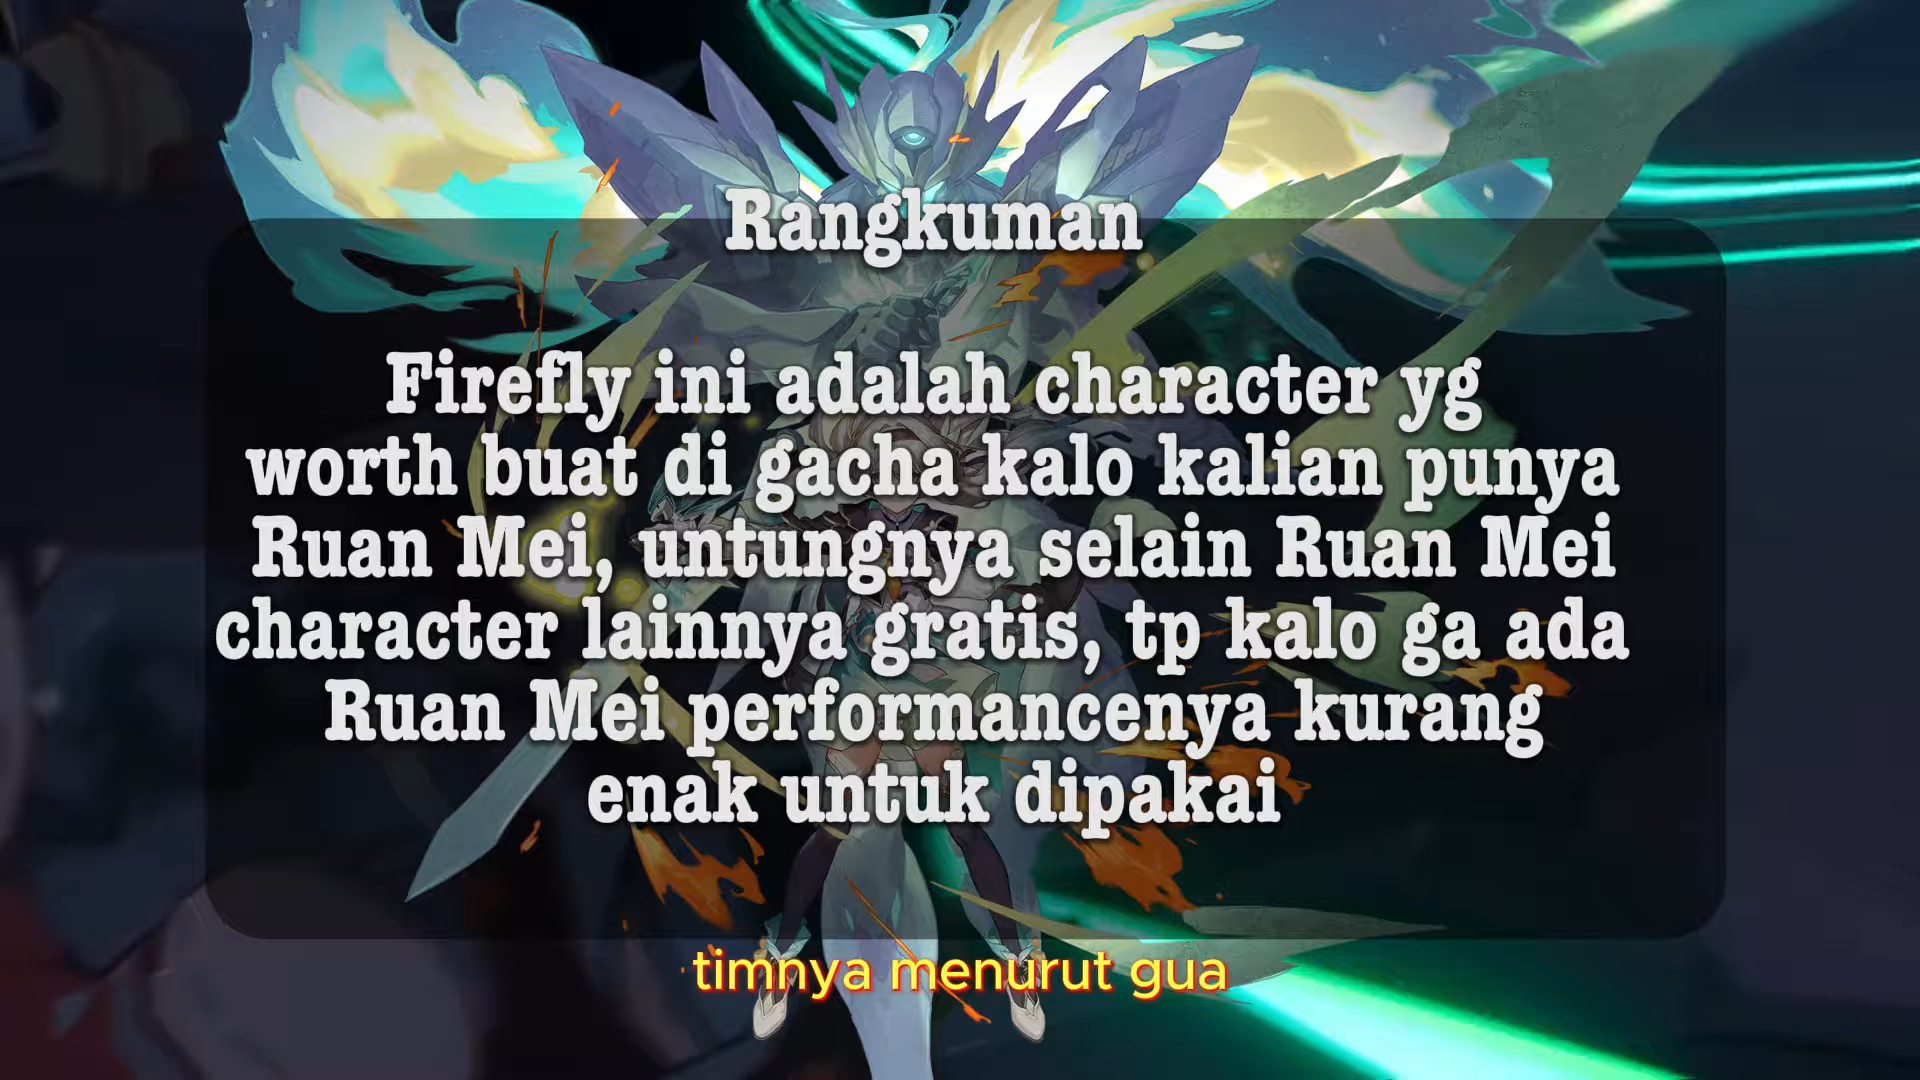 Rangkuman
Firefly ini adalah character yg
worth buat di gacha kalo kalian punya
Ruan Mei, untungnya selain Ruan Mei
character lainnya gratis, tp kalo ga ada
Ruan Mei performancenya kurang
enak untuk dipakai
timnya menurut gua